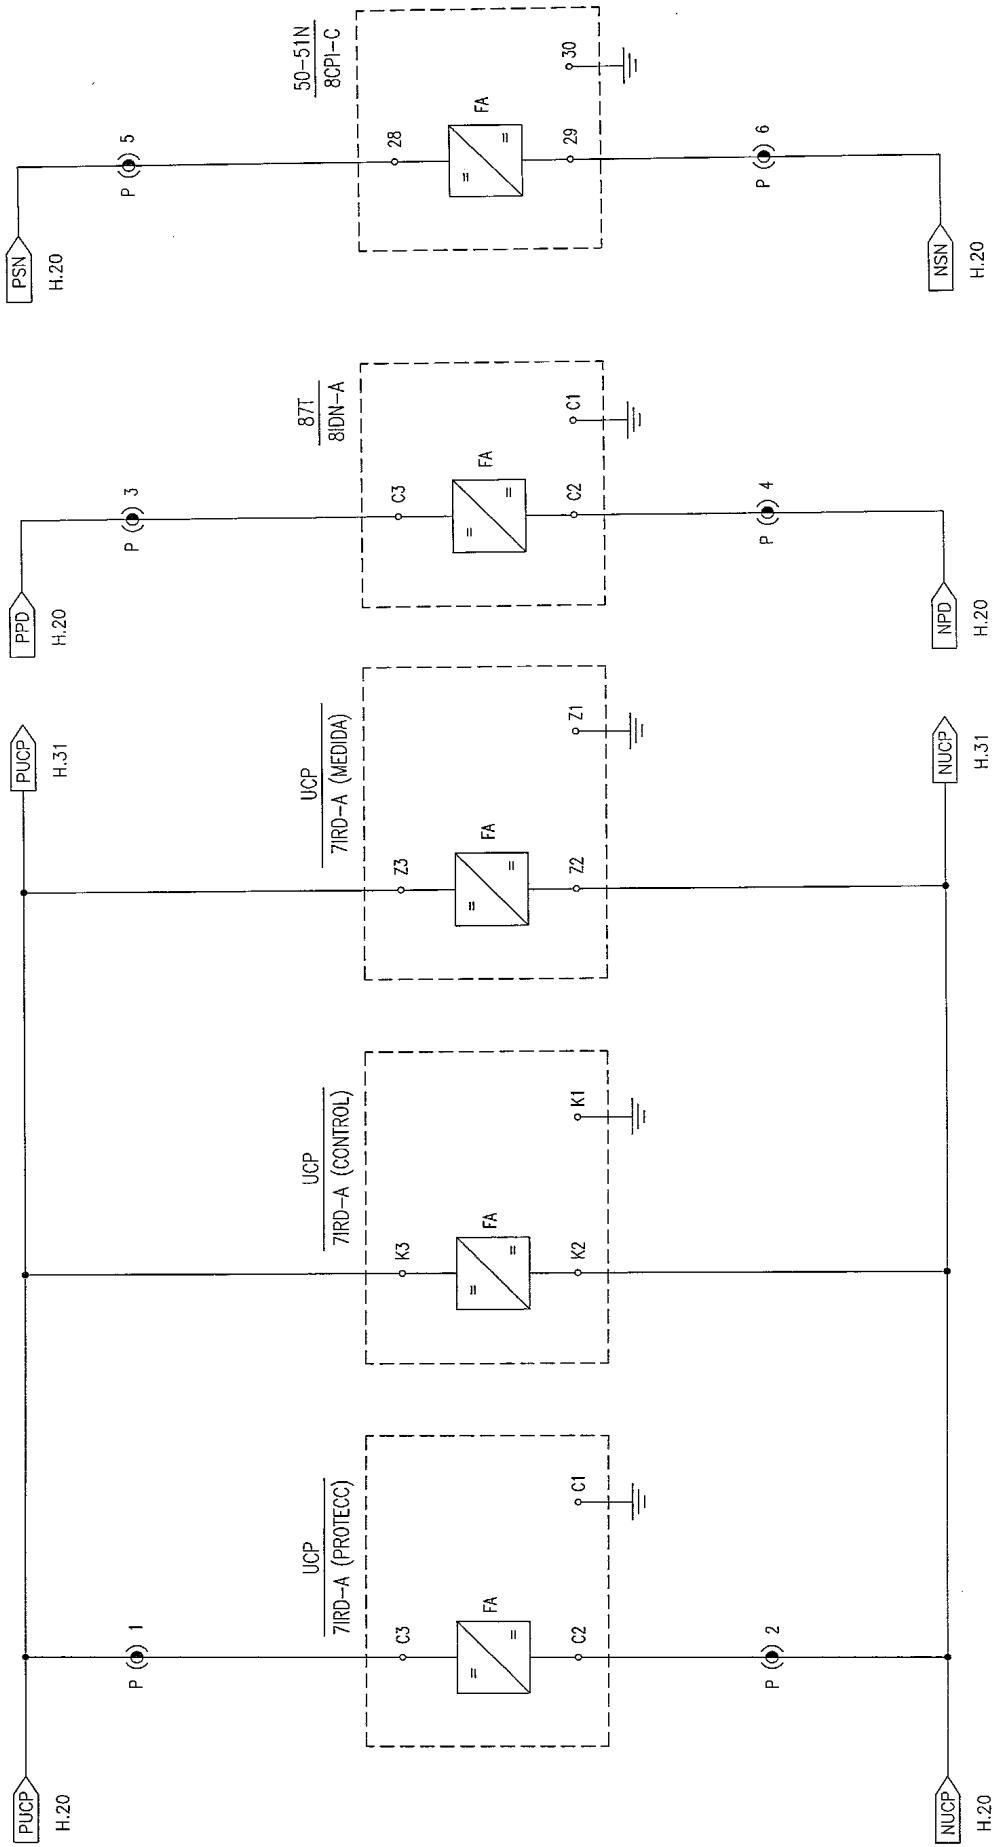 50-51N
8CPI-C
5
P
28
FA
=
=
29
30
6
P
PSN
H.20
NSN
H.20
87T
8IDN-A
3
P
C3
FA
=
=
C2
C1
4
P
PPD
H.20
NPD
H.20
PUCP
H.31
NUCP
H.31
UCP
7IRD-A (MEDIDA)
Z3
FA
=
=
Z2
Z1
UCP
7IRD-A (CONTROL)
K3
FA
=
=
K2
K1
UCP
7IRD-A (PROTECC)
1
P
C3
FA
=
=
C2
C1
2
P
PUCP
H.20
NUCP
H.20